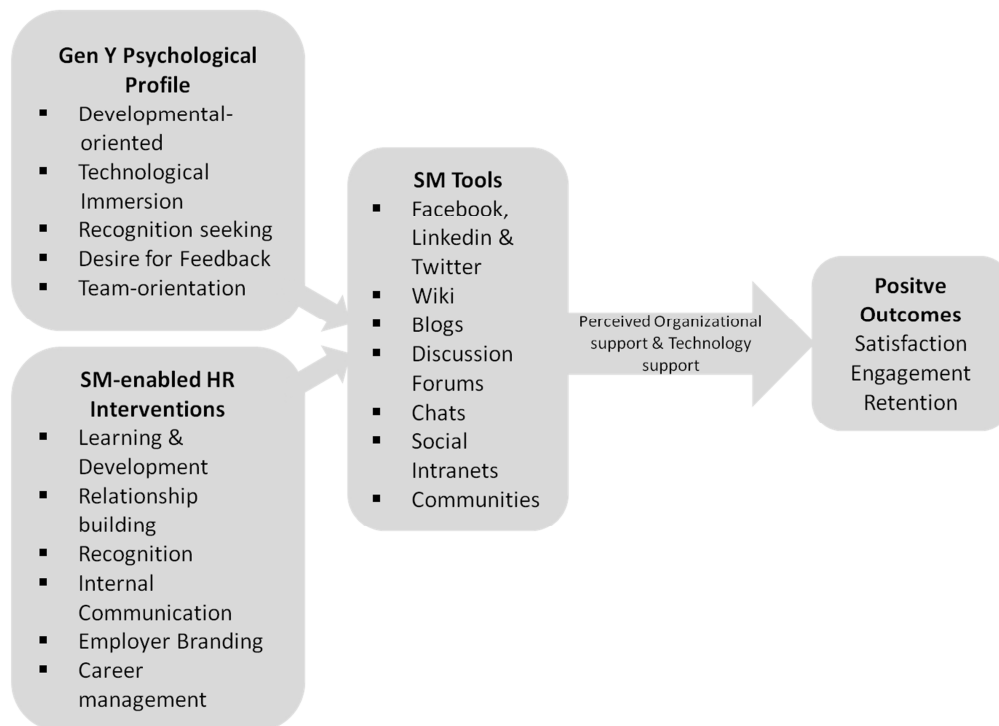 Gen Y Psychological
Profile
▪ Developmental-
oriented
▪ Technological
Immersion
▪ Recognition seeking
▪ Desire for Feedback
▪ Team-orientation
SM-enabled HR
Interventions
▪ Learning &
Development
▪ Relationship
building
▪ Recognition
▪ Internal
Communication
▪ Employer Branding
▪ Career
management
SM Tools
▪ Facebook,
Linkedin &
Twitter
▪ Wiki
▪ Blogs
▪ Discussion
Forums
▪ Chats
▪ Social
Intranets
▪ Communities
Perceived Organizational
support & Technology
support
Positve
Outcomes
Satisfaction
Engagement
Retention